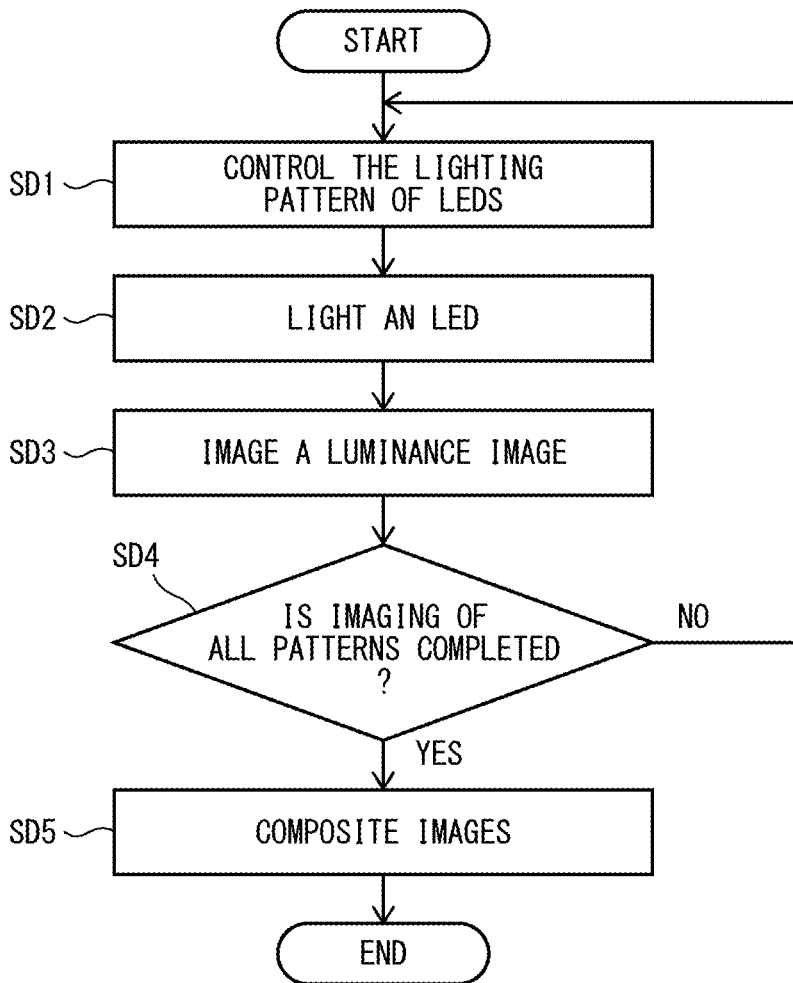 START
SD1
CONTROL THE LIGHTING
PATTERN OF LEDS
SD2
LIGHT AN LED
SD3
IMAGE A LUMINANCE IMAGE
SD4
IS IMAGING OF
ALL PATTERNS COMPLETED
?
NO
YES
SD5
COMPOSITE IMAGES
END